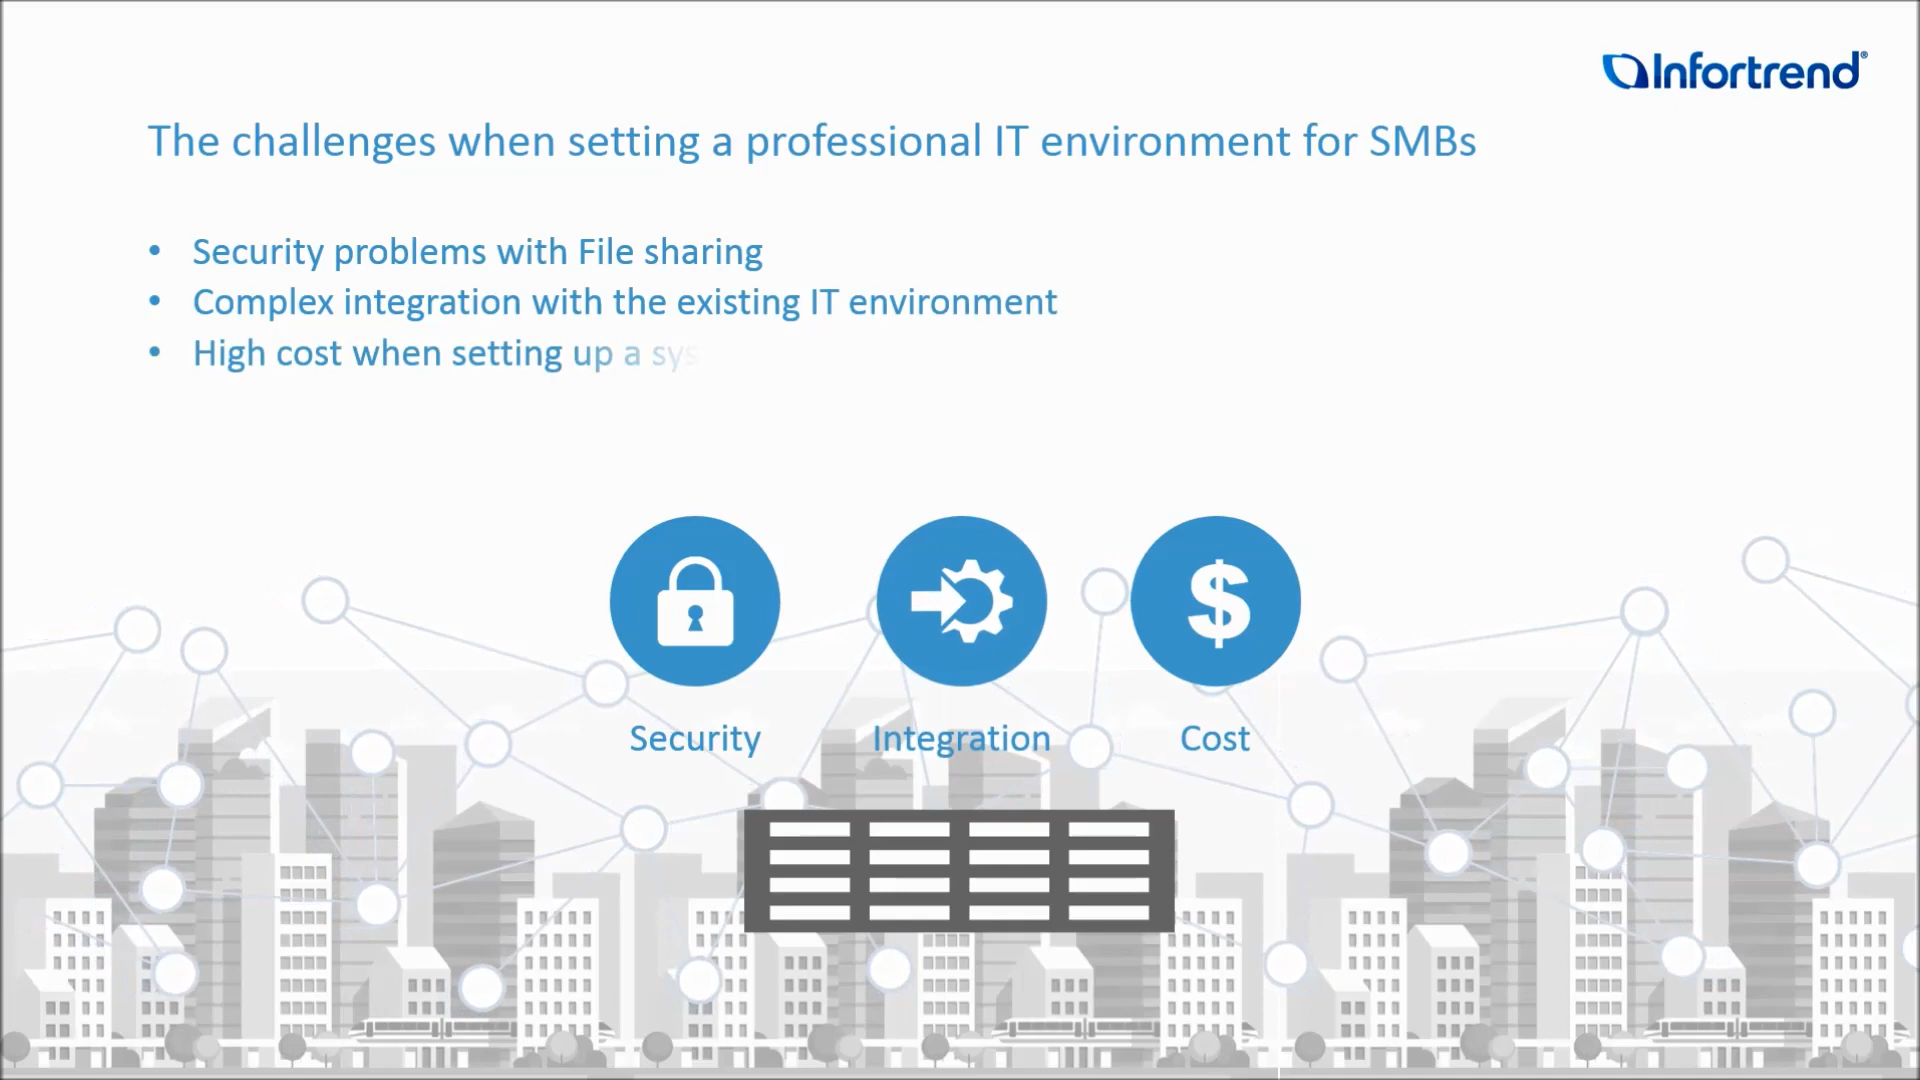 Infortrend®
The challenges when setting a professional IT environment for SMBs
• Security problems with File sharing
• Complex integration with the existing IT environment
• High cost when setting up a sys
$
Security
Integration
Cost